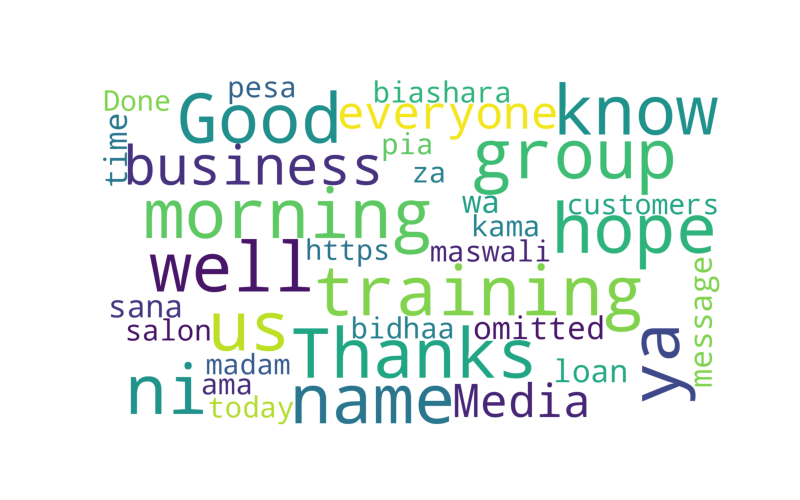 pesa
biashara
Done
Good
everyone
know
time
business
pia
group
za
morning
wa
customers
kama
hope
well
https
maswali
training
message
sana
salon
us
bidhaa
omitted
Thanks
ya
madam
loan
ni
ama
today
name
Media